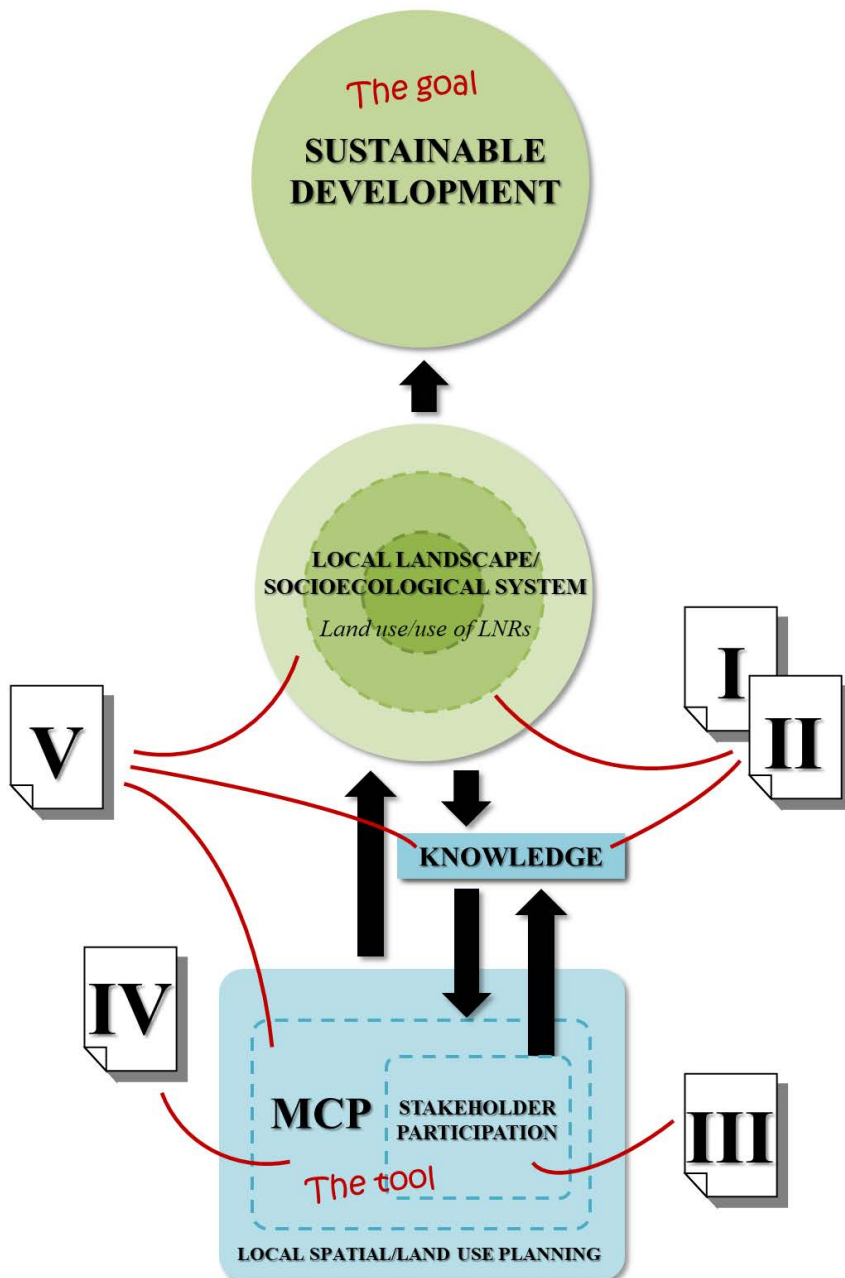 The goal
SUSTAINABLE
DEVELOPMENT
LOCAL LANDSCAPE/
SOCIOECOLOGICAL SYSTEM
Land use/use of LNRs
I
II
V
KNOWLEDGE
IV
MCP
STAKEHOLDER
PARTICIPATION
III
The tool
LOCAL SPATIAL/LAND USE PLANNING